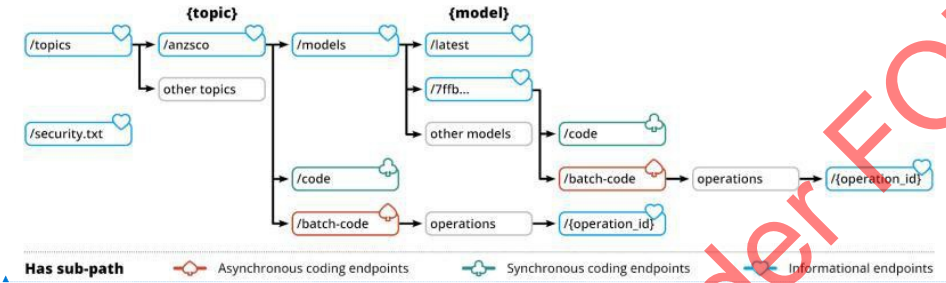 {topic} {model}
/topics /anzsco /models /latest
other topics /7ffb...
/security.txt other models /code
/code /batch-code operations /{operation_id}
/batch-code operations /{operation_id}
Has sub-path Asynchronous coding endpoints Synchronous coding endpoints Informational endpoints